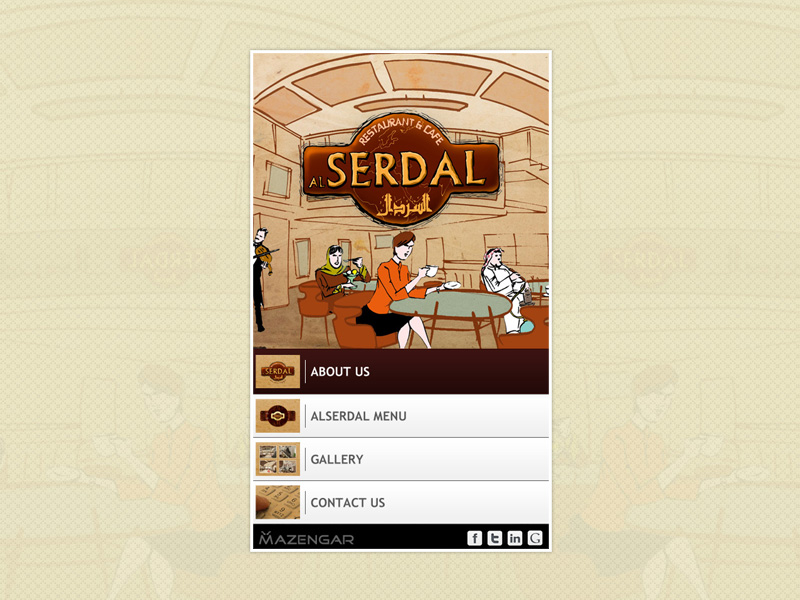 RESTAURANT & CAFE
AL SERDAL
السردال
SERDAL
ABOUT US
ALSERDAL MENU
GALLERY
CONTACT US
MAZENGAR
f t in G